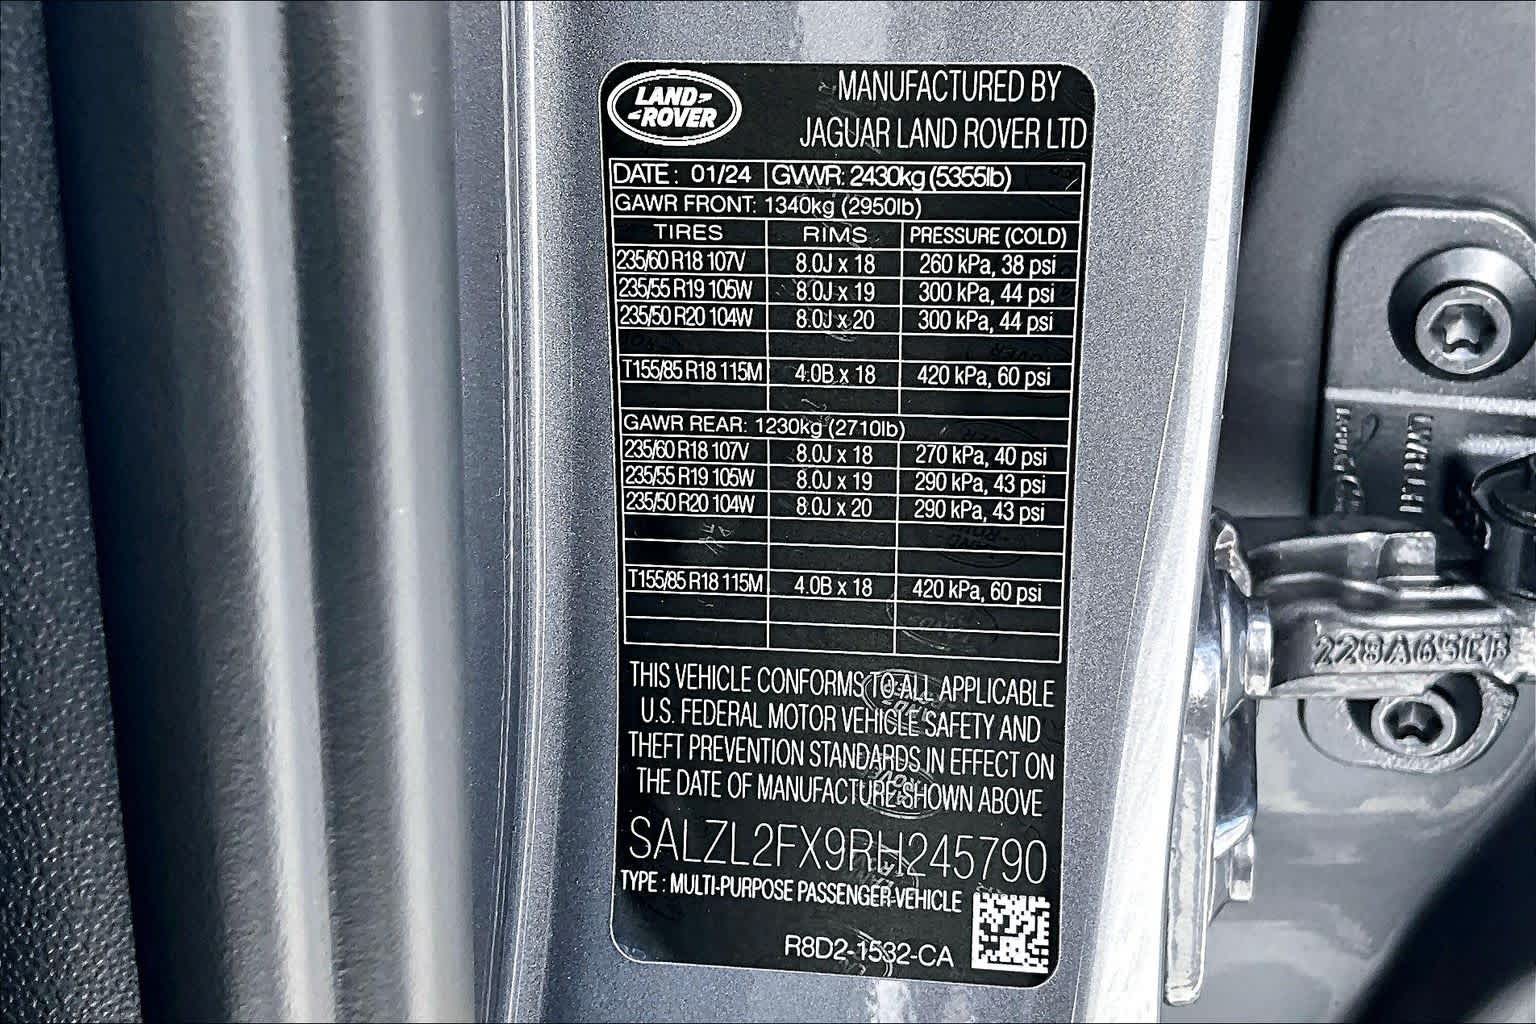 LAND
ROVER
MANUFACTURED BY
JAGUAR LAND ROVER LTD
DATE: 01/24 GVWR: 2430kg (5355lb)
GAWR FRONT: 1340kg (2950lb)
TIRES RIMS PRESSURE (COLD)
235/60 R18 107V 8.0J x 18 260 kPa, 38 psi
235/55 R19 105W 8.0J x 19 300 kPa, 44 psi
235/50 R20 104W 8.0J x 20 300 kPa, 44 psi
T155/85 R18 115M 4.0B x 18 420 kPa, 60 psi
GAWR REAR: 1230kg (2710lb)
235/60 R18 107V 8.0J x 18 270 kPa, 40 psi
235/55 R19 105W 8.0J x 19 290 kPa, 43 psi
235/50 R20 104W 8.0J x 20 290 kPa, 43 psi
T155/85 R18 115M 4.0B x 18 420 kPa, 60 psi
THIS VEHICLE CONFORMS TO ALL APPLICABLE
U.S. FEDERAL MOTOR VEHICLE SAFETY AND
THEFT PREVENTION STANDARDS IN EFFECT ON
THE DATE OF MANUFACTURE SHOWN ABOVE
SALZL2FX9RH245790
TYPE : MULTI-PURPOSE PASSENGER VEHICLE
R8D2-1532-CA